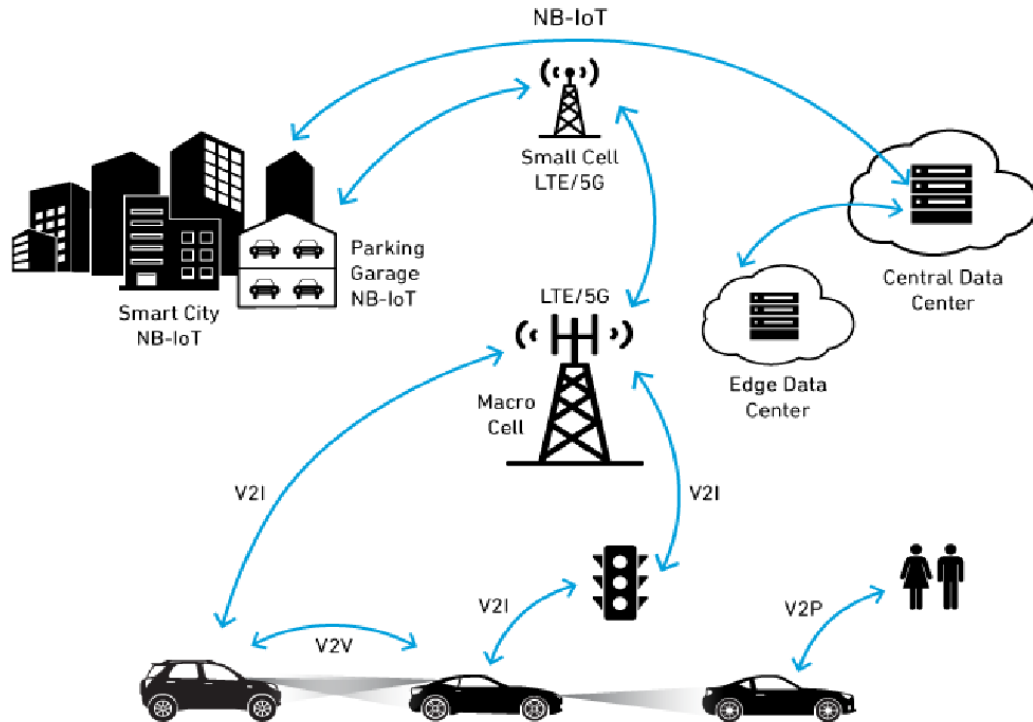 NB-IoT
Small Cell
LTE/5G
Parking
Garage
NB-IoT
Smart City
NB-IoT
Central Data
Center
LTE/5G
Edge Data
Center
Macro
Cell
V2I
V2I
V2I
V2P
V2V